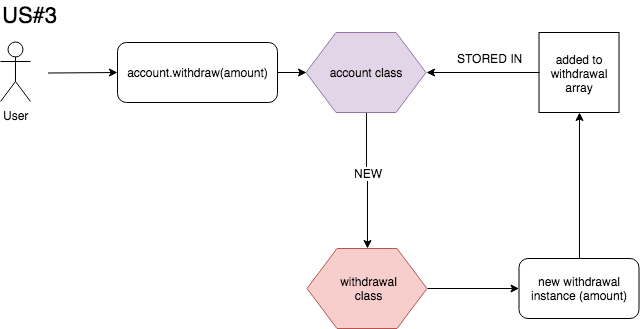 US#3
User
account.withdraw(amount)
account class
STORED IN
added to
withdrawal
array
NEW
withdrawal
class
new withdrawal
instance (amount)